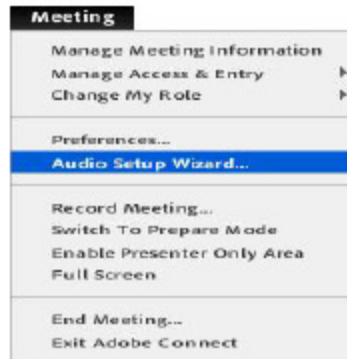 Meeting
Manage Meeting Information
Manage Access & Entry
Change My Role
Preferences...
Audio Setup Wizard...
Record Meeting...
Switch To Prepare Mode
Enable Presenter Only Area
Full Screen
End Meeting...
Exit Adobe Connect